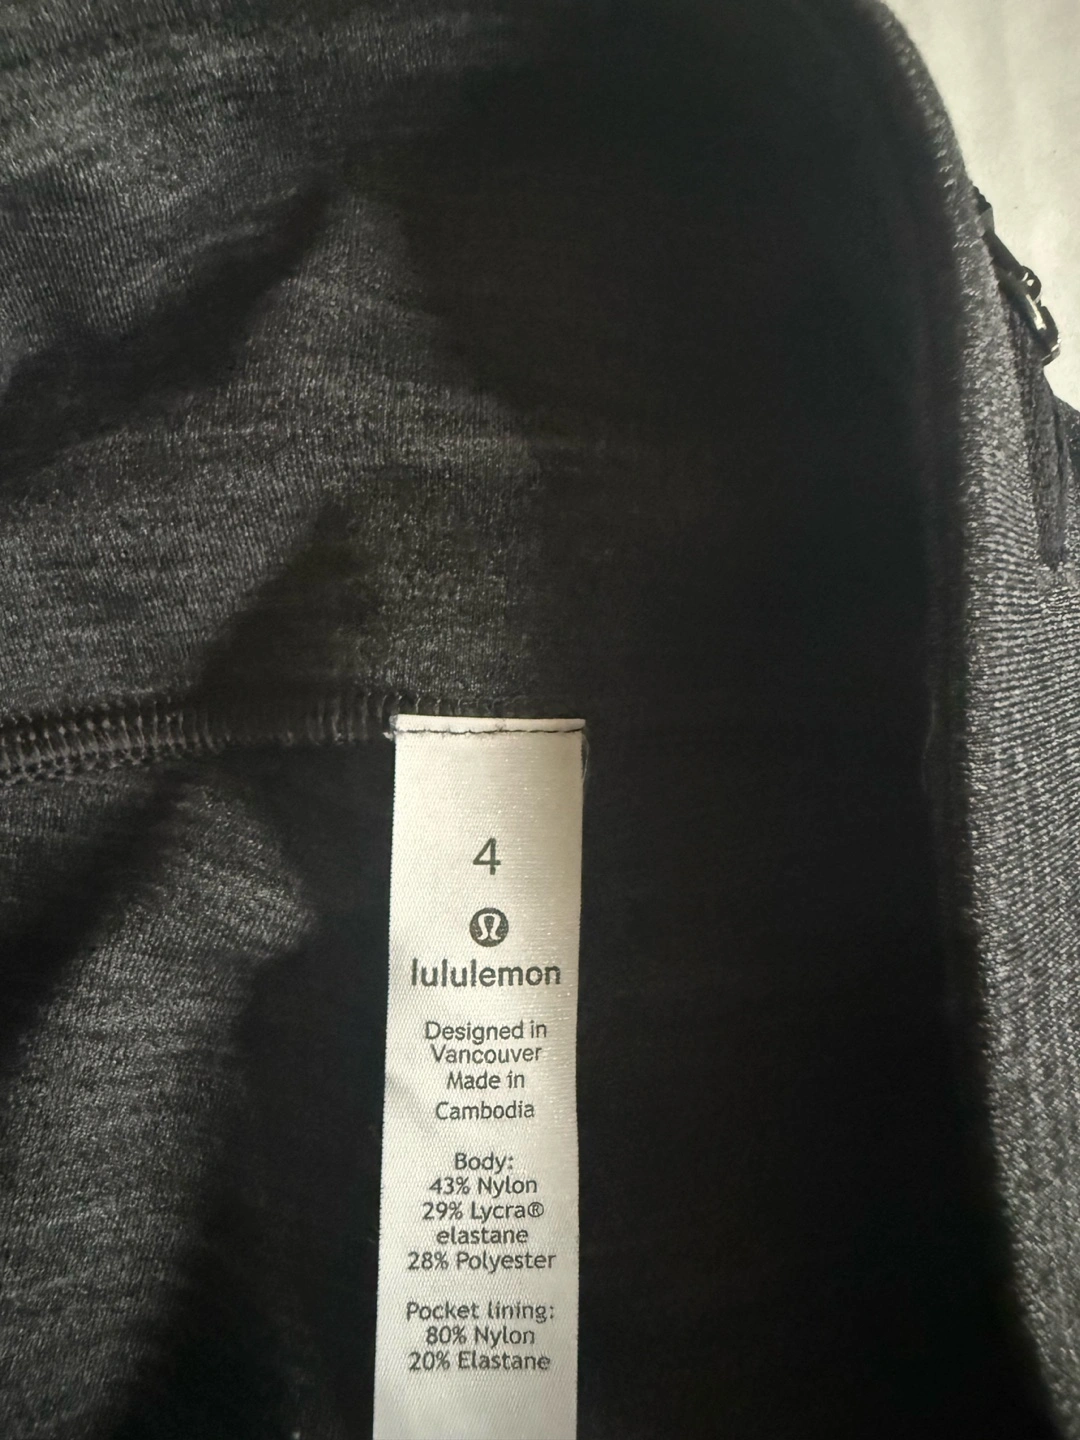 4
lululemon
Designed in
Vancouver
Made in
Cambodia
Body:
43% Nylon
29% Lycra®
elastane
28% Polyester
Pocket lining:
80% Nylon
20% Elastane